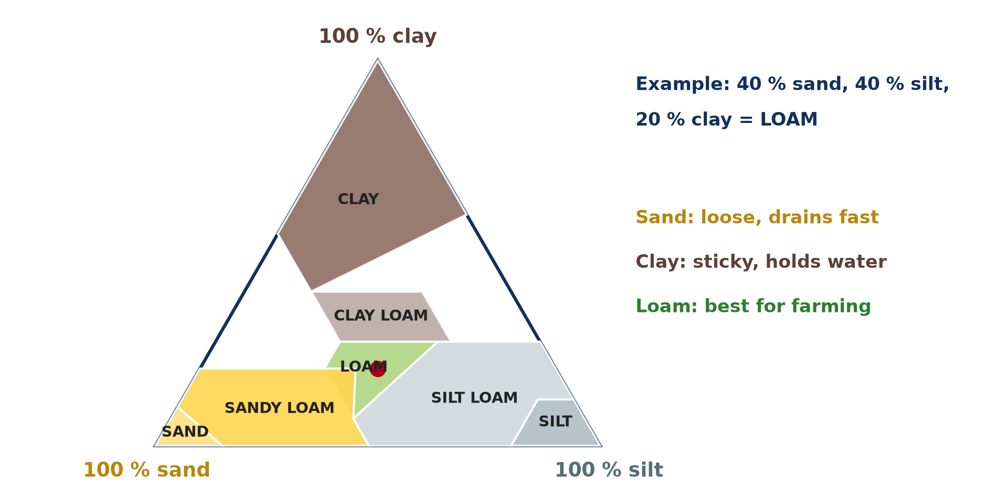 100 % clay
Example: 40 % sand, 40 % silt,
20 % clay = LOAM
CLAY
Sand: loose, drains fast
Clay: sticky, holds water
Loam: best for farming
CLAY LOAM
LOAM
SILT LOAM
SANDY LOAM
SILT
SAND
100 % sand
100 % silt